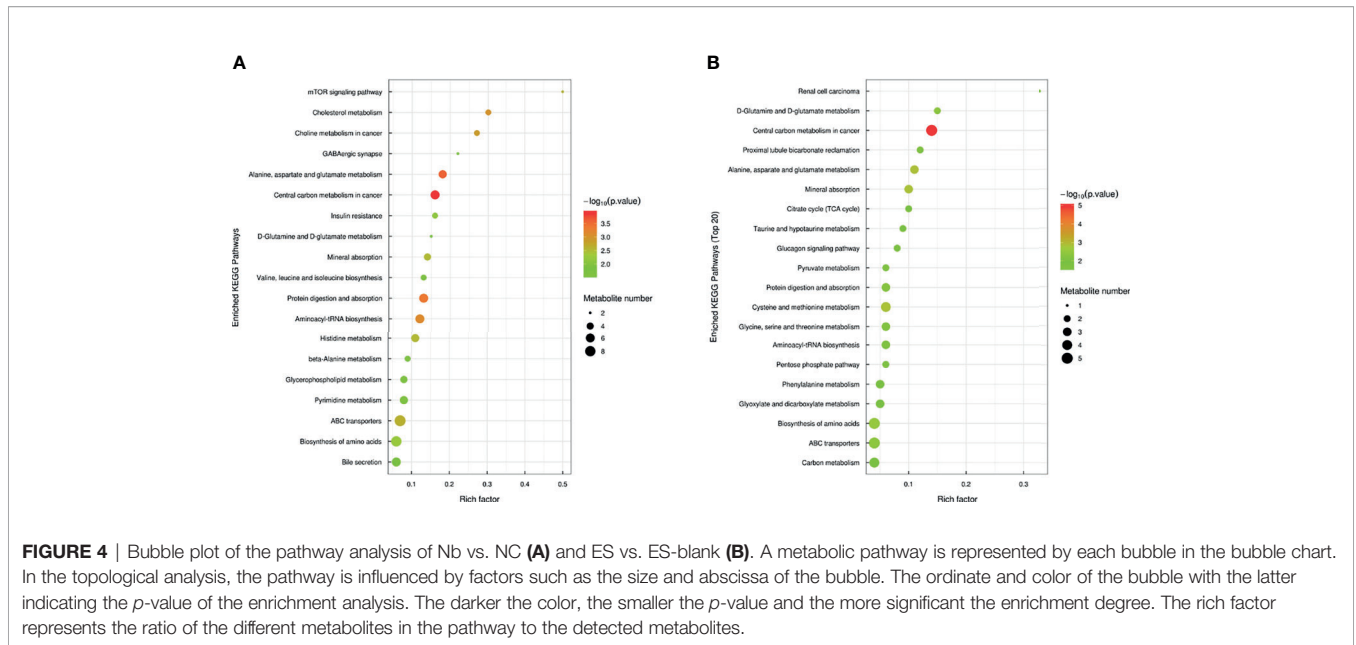 A
mTOR signaling pathway
Cholesterol metabolism
Choline metabolism in cancer
GABAergic synapse
Alanine, aspartate and glutamate metabolism
Central carbon metabolism in cancer
Insulin resistance
D-Glutamine and D-glutamate metabolism
Mineral absorption
Valine, leucine and isoleucine biosynthesis
Protein digestion and absorption
Aminoacyl-tRNA biosynthesis
Histidine metabolism
beta-Alanine metabolism
Glycerophospholipid metabolism
Pyrimidine metabolism
ABC transporters
Biosynthesis of amino acids
Bile secretion
Enriched KEGG Pathways
0.1 0.2 0.3 0.4 0.5
Rich factor
−log10(p.value)
3.5
3.0
2.5
2.0
Metabolite number
2
4
6
8
B
Renal cell carcinoma
D-Glutamine and D-glutamate metabolism
Central carbon metabolism in cancer
Proximal tubule bicarbonate reclamation
Alanine, asparate and glutamate metabolism
Mineral absorption
Citrate cycle (TCA cycle)
Taurine and hypotaurine metabolism
Glucagon signaling pathway
Pyruvate metabolism
Protein digestion and absorption
Cysteine and methionine metabolism
Glycine, serine and threonine metabolism
Aminoacyl-tRNA biosynthesis
Pentose phosphate pathway
Phenylalanine metabolism
Glyoxylate and dicarboxylate metabolism
Biosynthesis of amino acids
ABC transporters
Carbon metabolism
Enriched KEGG Pathways (Top 20)
0.1 0.2 0.3
Rich factor
−log10(p.value)
5
4
3
2
Metabolite number
1
2
3
4
5
FIGURE 4 | Bubble plot of the pathway analysis of Nb vs. NC (A) and ES vs. ES-blank (B). A metabolic pathway is represented by each bubble in the bubble chart.
In the topological analysis, the pathway is influenced by factors such as the size and abscissa of the bubble. The ordinate and color of the bubble with the latter
indicating the p-value of the enrichment analysis. The darker the color, the smaller the p-value and the more significant the enrichment degree. The rich factor
represents the ratio of the different metabolites in the pathway to the detected metabolites.